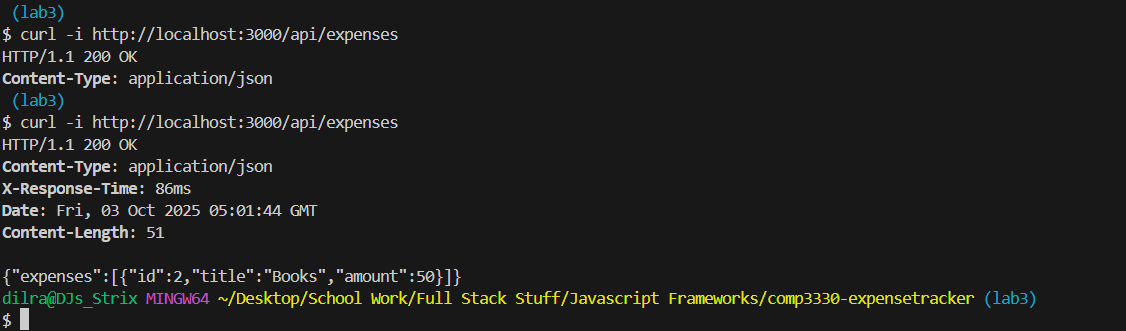 (lab3)
$ curl -i http://localhost:3000/api/expenses
HTTP/1.1 200 OK
Content-Type: application/json
(lab3)
$ curl -i http://localhost:3000/api/expenses
HTTP/1.1 200 OK
Content-Type: application/json
X-Response-Time: 86ms
Date: Fri, 03 Oct 2025 05:01:44 GMT
Content-Length: 51

{"expenses":[{"id":2,"title":"Books","amount":50}]}
dilra@DJs_Strix MINGW64 ~/Desktop/School Work/Full Stack Stuff/Javascript Frameworks/comp3330-expensetracker (lab3)
$